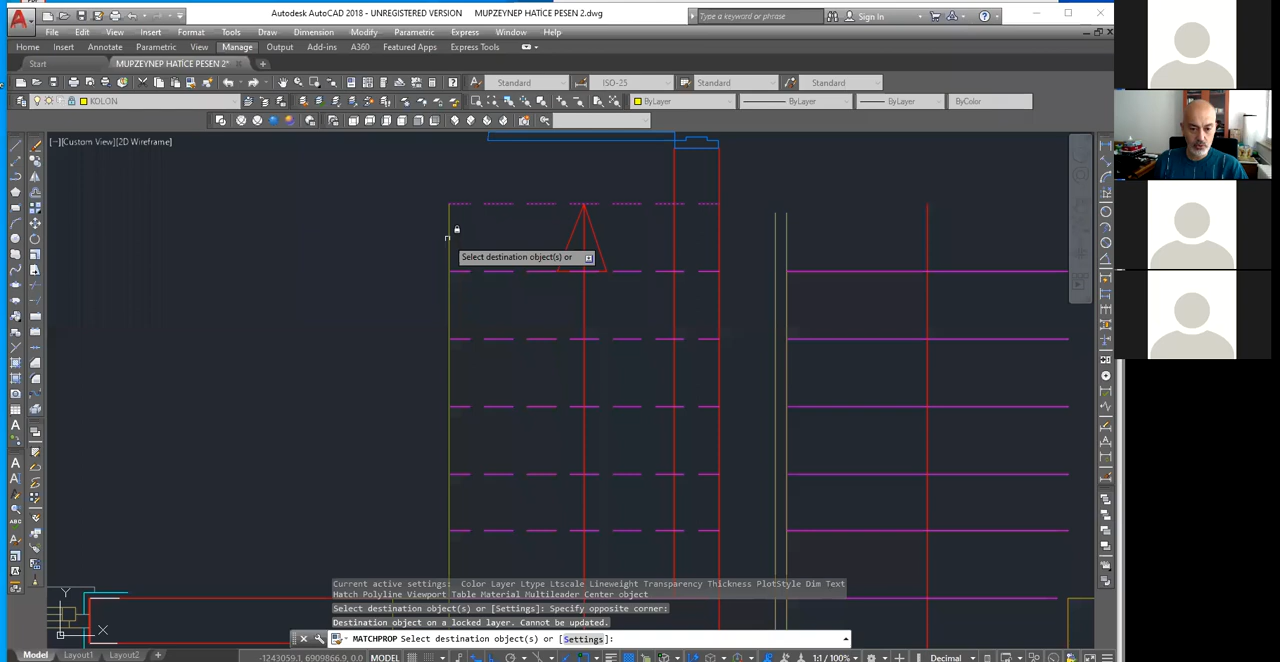 Autodesk AutoCAD 2018 - UNREGISTERED VERSION MUPZEYNEP HATİCE PESEN 2.dwg
Type a keyword or phrase
Sign In
File Edit View Insert Format Tools Draw Dimension Modify Parametric Express Window Help
Home Insert Annotate Parametric View Manage Output Add-ins A360 Featured Apps Express Tools
Start MUPZEYNEP HATİCE PESEN 2*
Standard ISO-25 Standard Standard
KOLON ByLayer ByLayer ByLayer ByColor
[−][Custom View][2D Wireframe]
Select destination object(s) or
Current active settings: Color Layer Ltype Ltscale Lineweight Transparency Thickness PlotStyle Dim Text
Hatch Polyline Viewport Table Material Multileader Center object
Select destination object(s) or [Settings]: Specify opposite corner:
Destination object on a locked layer. Cannot be updated.
MATCHPROP Select destination object(s) or [Settings]:
Y
X
Model Layout1 Layout2 +
-1243059.1, 6909866.9, 0.0 MODEL 1:1 / 100% Decimal